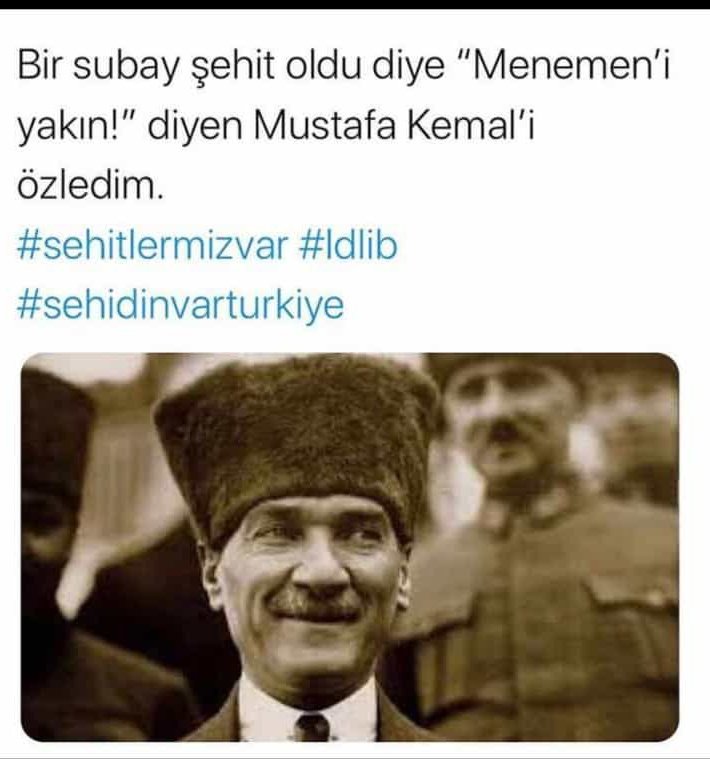 Bir subay şehit oldu diye “Menemen’i
yakın!” diyen Mustafa Kemal’i
özledim.
#sehitlermizvar #Idlib
#sehidinvarturkiye